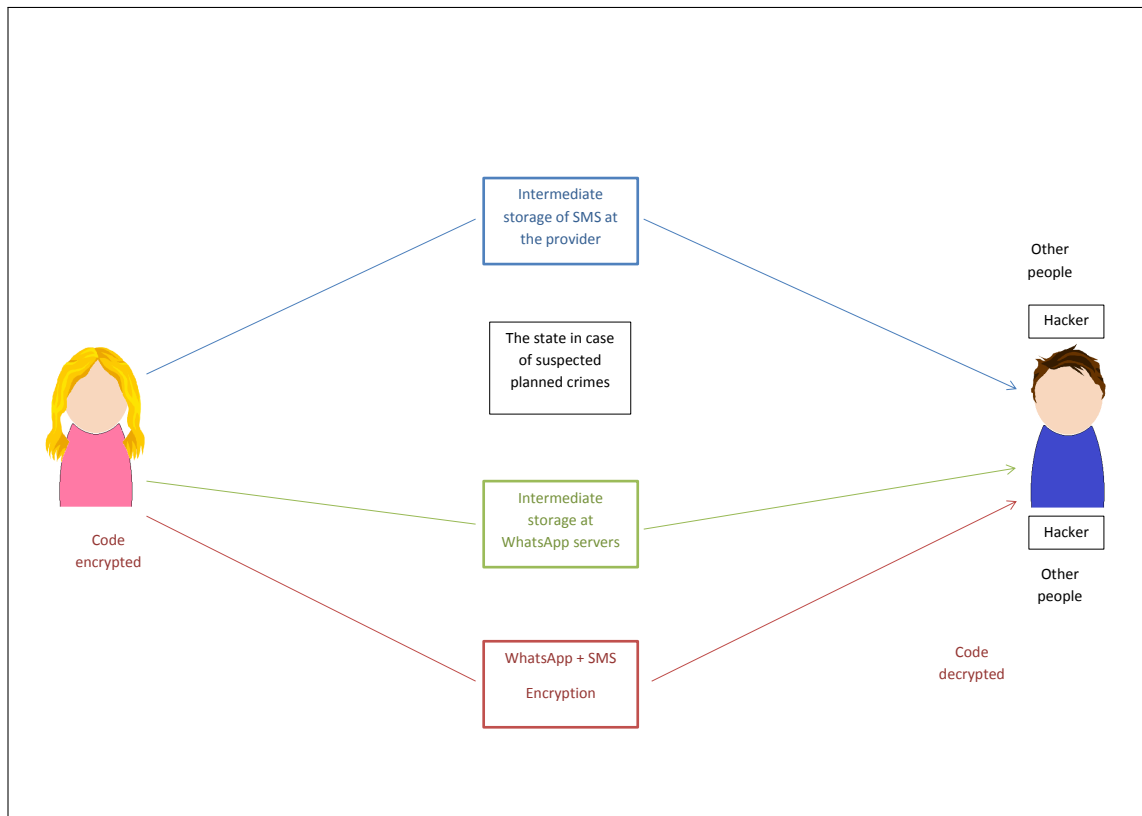 Intermediate
storage of SMS at
the provider
Other
people
Hacker
The state in case
of suspected
planned crimes
Intermediate
storage at
WhatsApp servers
Code
encrypted
Hacker
Other
people
WhatsApp + SMS
Encryption
Code
decrypted